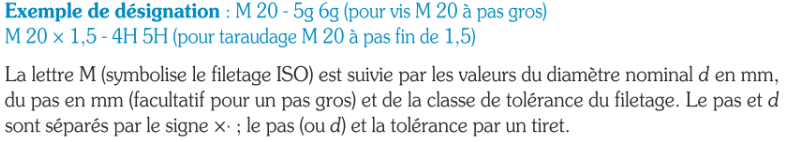 Exemple de désignation : M 20 - 5g 6g (pour vis M 20 à pas gros)
M 20 × 1,5 - 4H 5H (pour taraudage M 20 à pas fin de 1,5)
La lettre M (symbolise le filetage ISO) est suivie par les valeurs du diamètre nominal d en mm,
du pas en mm (facultatif pour un pas gros) et de la classe de tolérance du filetage. Le pas et d
sont séparés par le signe ×· ; le pas (ou d) et la tolérance par un tiret.